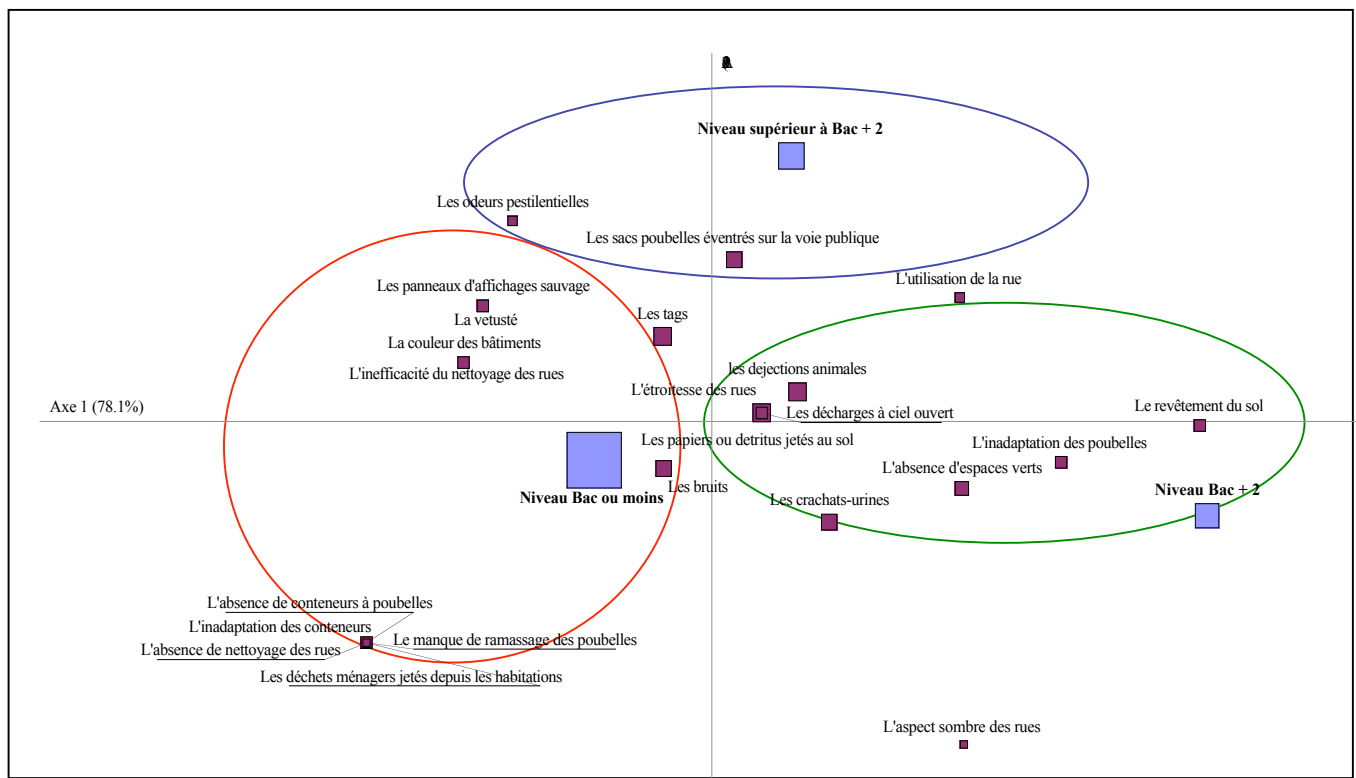 Niveau supérieur à Bac + 2
Les odeurs pestilentielles
Les sacs poubelles éventrés sur la voie publique
L'utilisation de la rue
Les panneaux d'affichages sauvage
Les tags
La vetusté
La couleur des bâtiments
L'inefficacité du nettoyage des rues
les dejections animales
L'étroitesse des rues
Axe 1 (78.1%)
Les décharges à ciel ouvert
Le revêtement du sol
Les papiers ou detritus jetés au sol
L'inadaptation des poubelles
L'absence d'espaces verts
Les bruits
Niveau Bac ou moins
Les crachats-urines
Niveau Bac + 2
L'absence de conteneurs à poubelles
L'inadaptation des conteneurs
Le manque de ramassage des poubelles
L'absence de nettoyage des rues
Les déchets ménagers jetés depuis les habitations
L'aspect sombre des rues